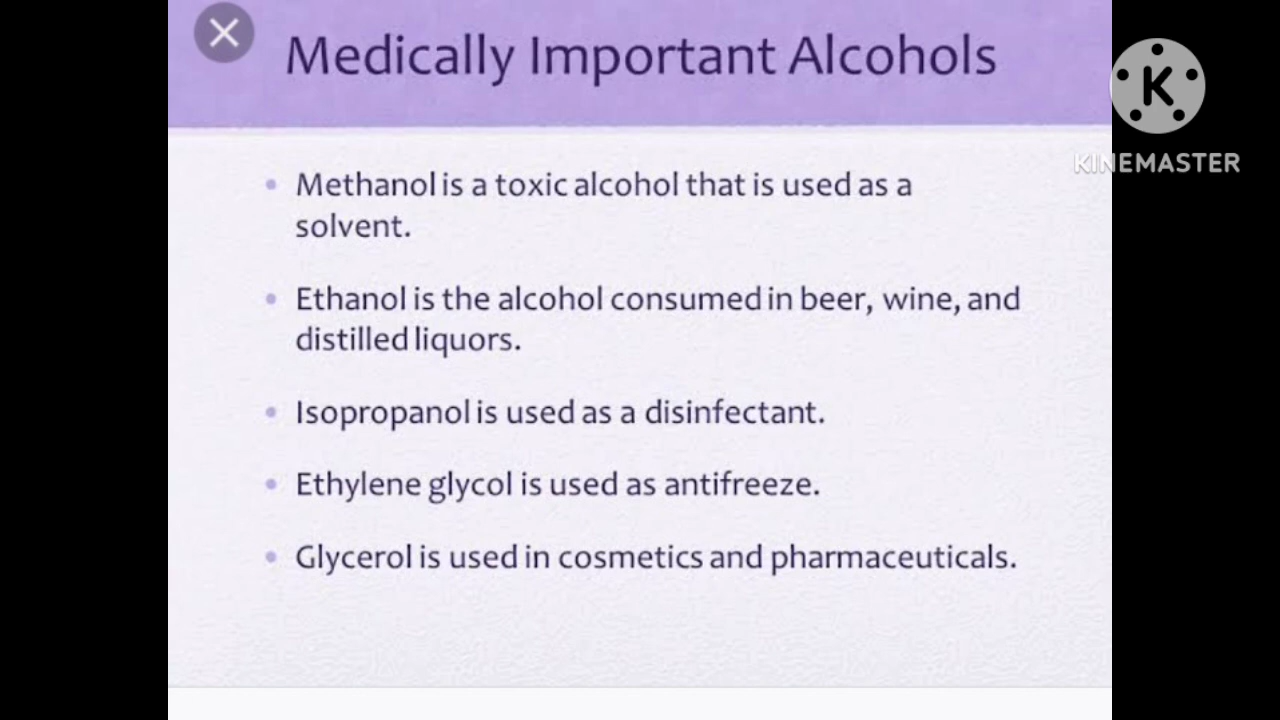 Medically Important Alcohols
K
KINEMASTER
• Methanol is a toxic alcohol that is used as a
solvent.
• Ethanol is the alcohol consumed in beer, wine, and
distilled liquors.
• Isopropanol is used as a disinfectant.
• Ethylene glycol is used as antifreeze.
• Glycerol is used in cosmetics and pharmaceuticals.